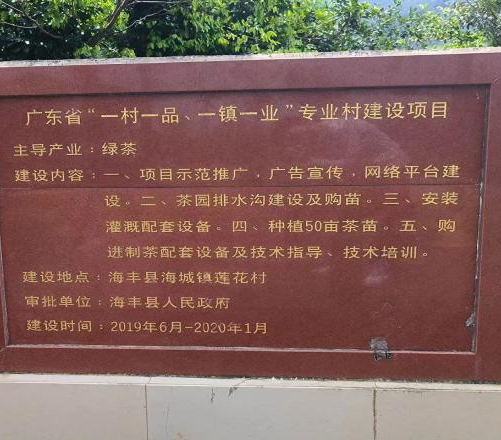 广东省“一村一品、一镇一业”专业村建设项目
主导产业：绿茶
建设内容：一、项目示范推广，广告宣传，网络平台建
设。二、茶园排水沟建设及购苗。三、安装
灌溉配套设备。四、种植50亩茶苗。五、购
进制茶配套设备及技术指导、技术培训。
建设地点：海丰县海城镇莲花村
审批单位：海丰县人民政府
建设时间：2019年6月-2020年1月